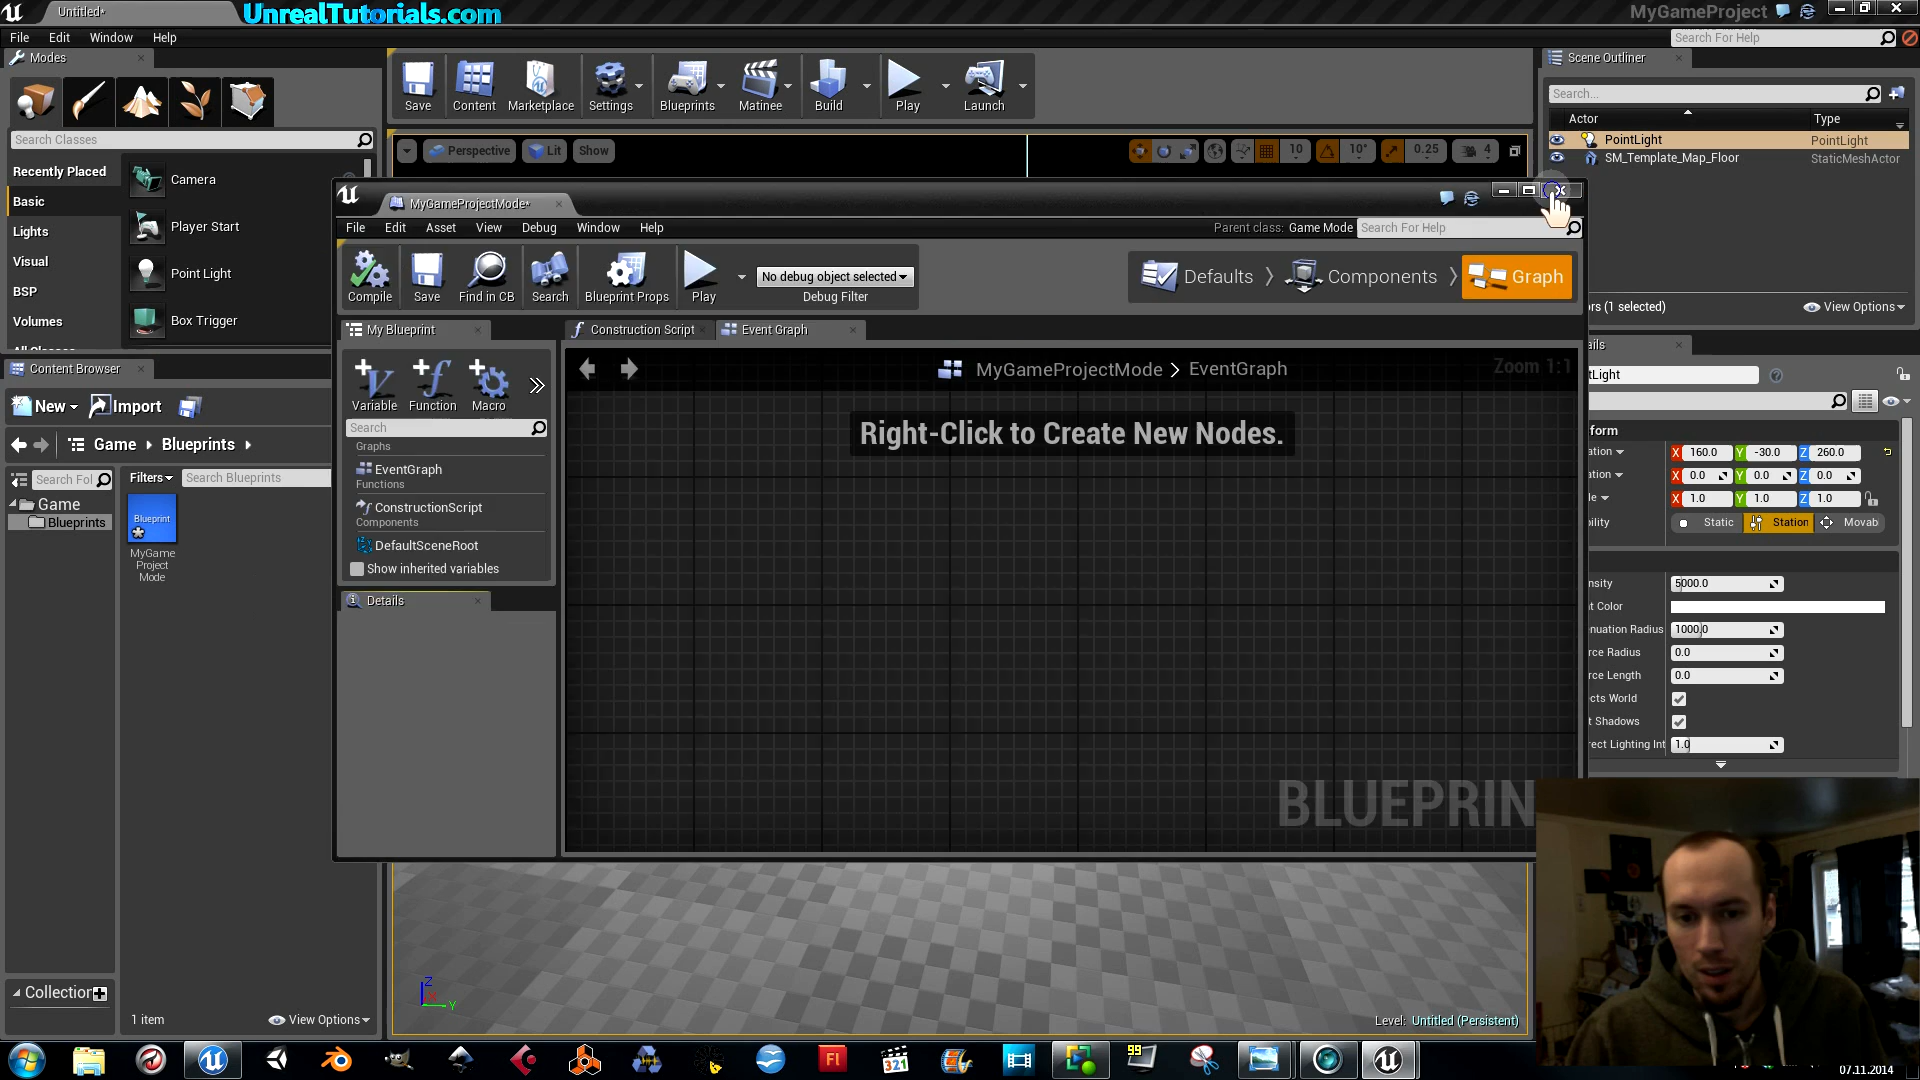 Untitled*
UnrealTutorials.com
MyGameProject
File Edit Window Help
Search For Help
Modes
Search Classes
Recently Placed
Basic
Lights
Visual
BSP
Volumes
Camera
Player Start
Point Light
Box Trigger
Save Content Marketplace Settings Blueprints Matinee Build Play Launch
Perspective Lit Show
10 10° 0.25 4
Scene Outliner
Search...
Actor Type
PointLight PointLight
SM_Template_Map_Floor StaticMeshActor
rs (1 selected) View Options
MyGameProjectMode*
File Edit Asset View Debug Window Help
Parent class: Game Mode Search For Help
Compile Save Find in CB Search Blueprint Props Play
No debug object selected
Debug Filter
Defaults Components Graph
My Blueprint
Variable Function Macro
Search
Graphs
EventGraph
Functions
ConstructionScript
Components
DefaultSceneRoot
Show inherited variables
Details
Construction Script Event Graph
MyGameProjectMode > EventGraph
Zoom 1:1
Right-Click to Create New Nodes.
BLUEPRIN
Content Browser
New Import
Game Blueprints
Search Fol
Game
Blueprints
Filters Search Blueprints
Blueprint
MyGame
Project
Mode
Collection
1 item View Options
ails
tLight
form
ation X 160.0 Y -30.0 Z 260.0
ation X 0.0 Y 0.0 Z 0.0
le X 1.0 Y 1.0 Z 1.0
bility Static Station Movab
nsity 5000.0
t Color
nuation Radius 1000.0
rce Radius 0.0
rce Length 0.0
cts World
t Shadows
rect Lighting Int 1.0
Z
Y
Level: Untitled (Persistent)
99
321
Fl
07.11.2014